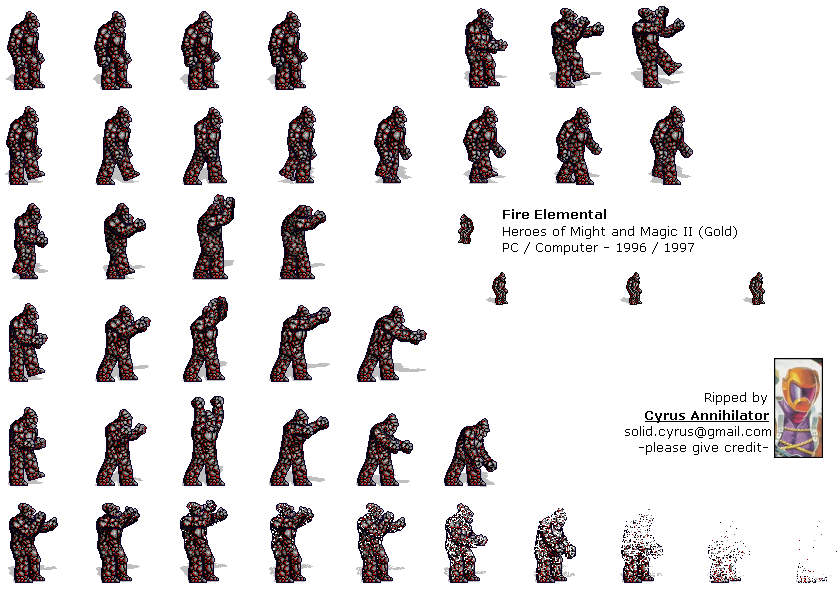 Fire Elemental
Heroes of Might and Magic II (Gold)
PC / Computer - 1996 / 1997
Ripped by
Cyrus Annihilator
solid.cyrus@gmail.com
-please give credit-